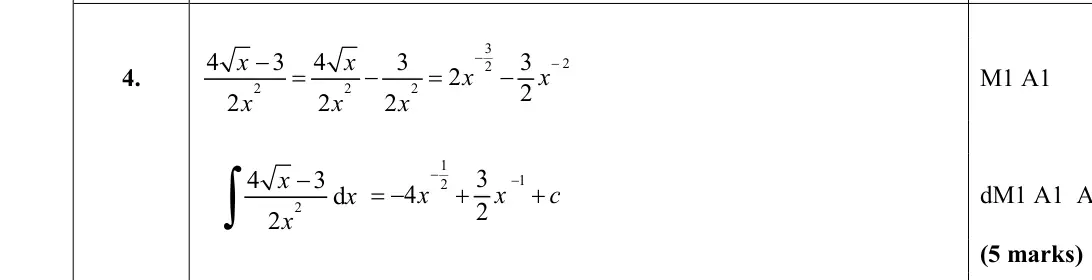 4. (4√x − 3)/(2x²) = (4√x)/(2x²) − 3/(2x²) = 2x^(−3/2) − (3/2)x^(−2) M1 A1
∫ (4√x − 3)/(2x²) dx = −4x^(−1/2) + (3/2)x^(−1) + c dM1 A1 A
(5 marks)